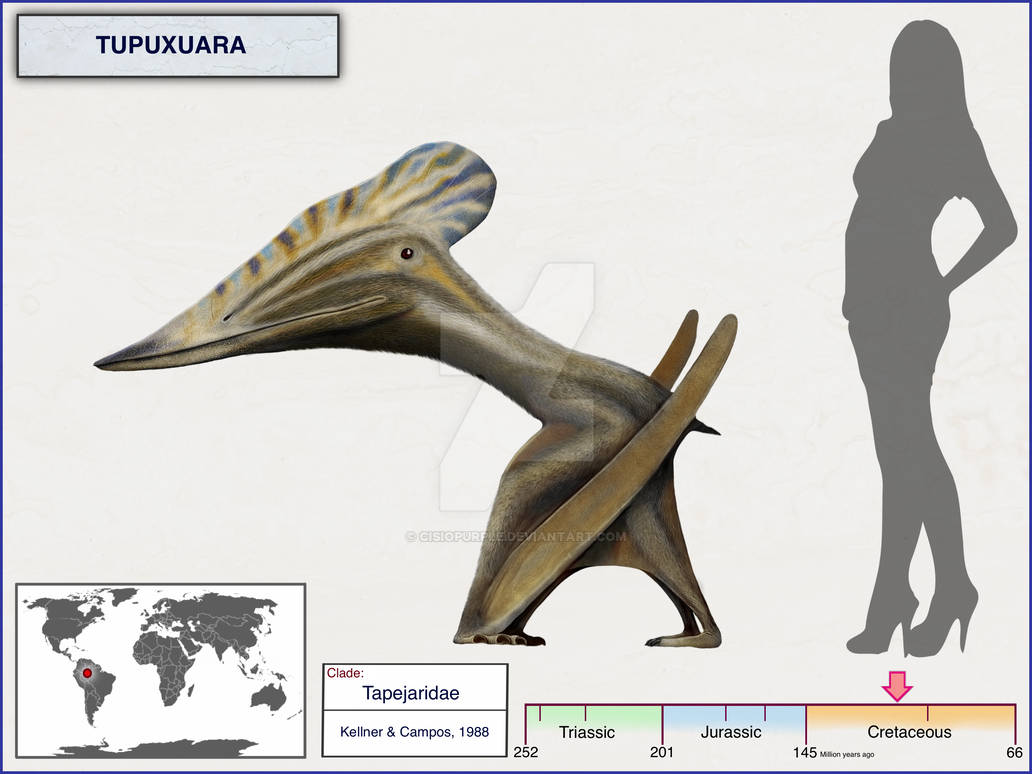 TUPUXUARA
© CISIOPURPLE.DEVIANTART.COM
Clade:
Tapejaridae
Kellner & Campos, 1988
Triassic Jurassic Cretaceous
252 201 145 Million years ago 66